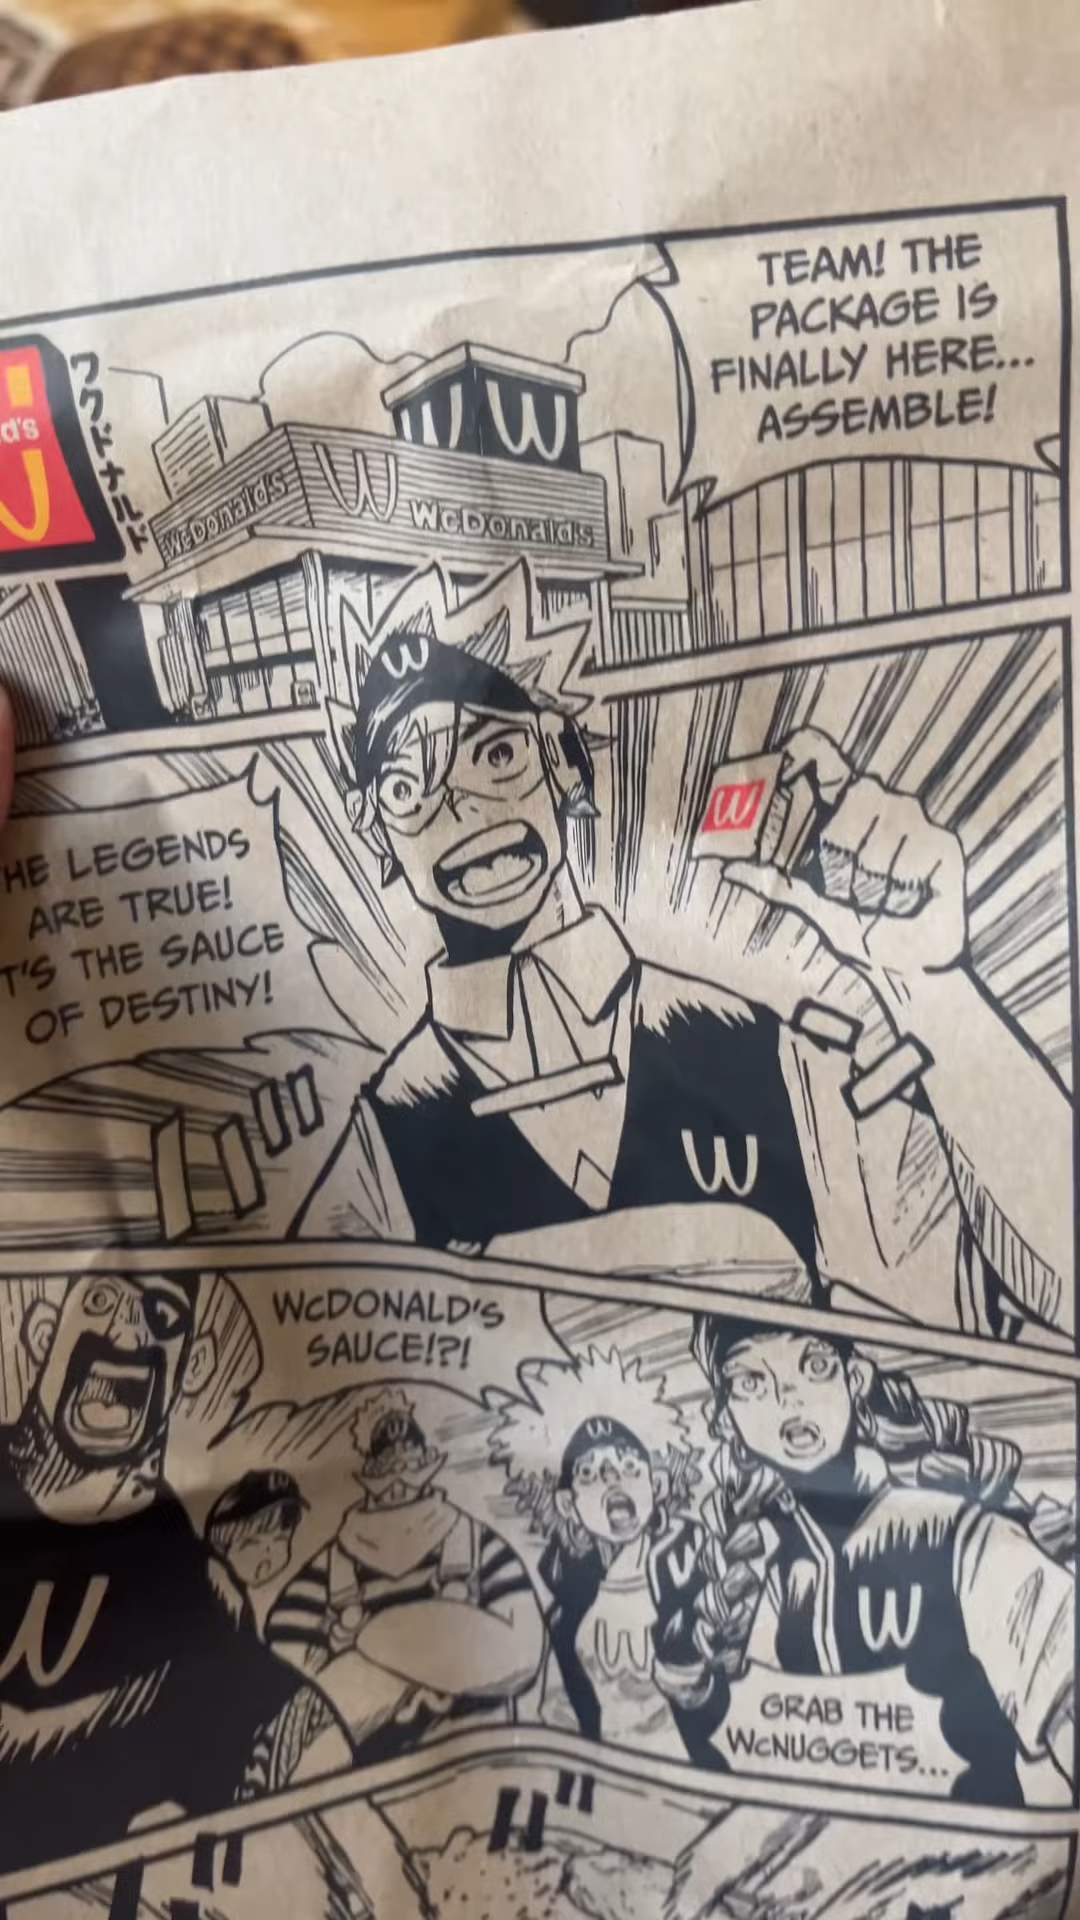 TEAM! THE
PACKAGE IS
FINALLY HERE...
ASSEMBLE!
d's
ワクドナルド
W W
W
WcDonald's
WcDonald's
W
W
HE LEGENDS
ARE TRUE!
T'S THE SAUCE
OF DESTINY!
W
WcDONALD'S
SAUCE!?!
W
W
W
W
W
W
GRAB THE
WcNUGGETS...